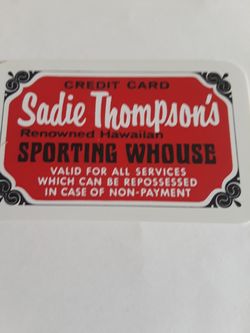 CREDIT CARD
Sadie Thompson's
Renowned Hawaiian
SPORTING WHOUSE
VALID FOR ALL SERVICES
WHICH CAN BE REPOSSESSED
IN CASE OF NON-PAYMENT